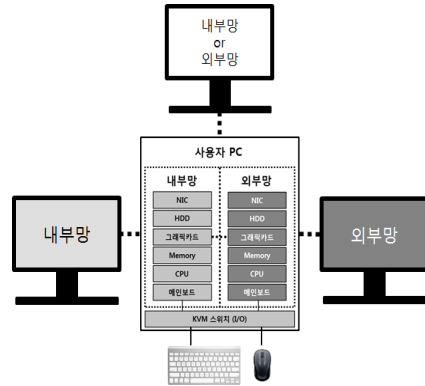 내부망
or
외부망
사용자 PC
내부망
외부망
NIC
NIC
HDD
HDD
그래픽카드
그래픽카드
Memory
Memory
CPU
CPU
메인보드
메인보드
내부망
외부망
KVM 스위치 (I/O)